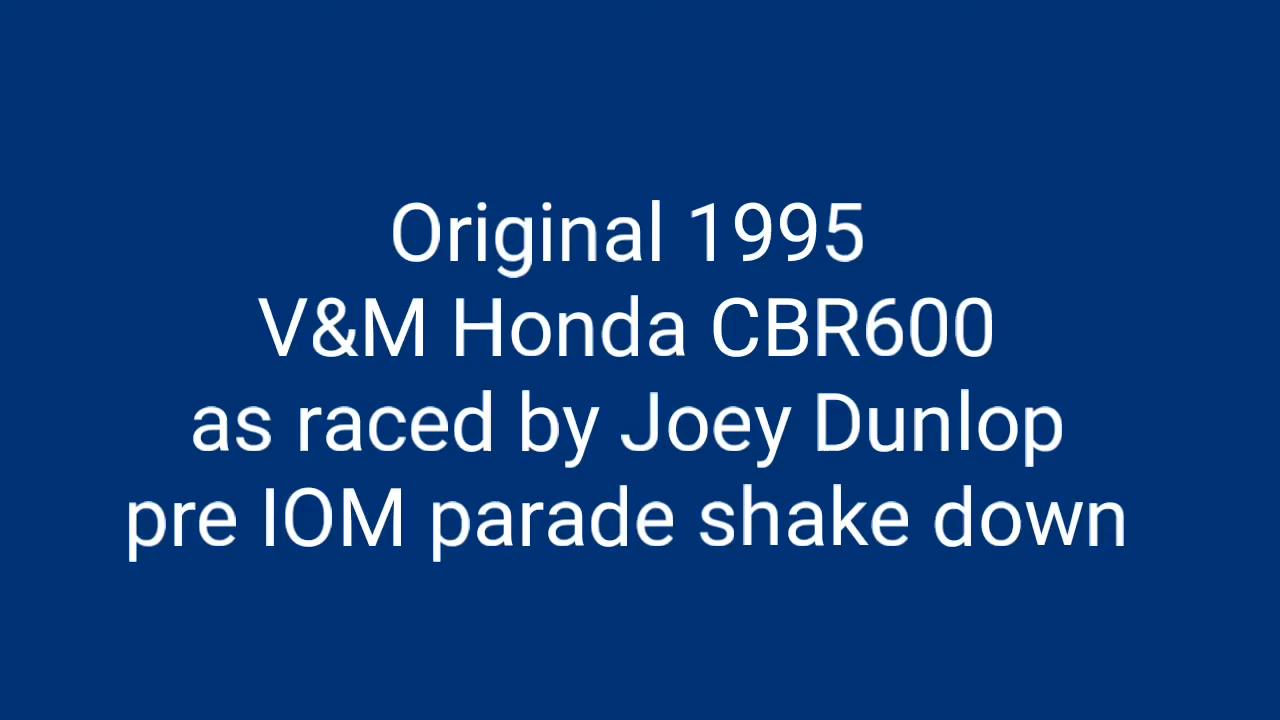 Original 1995
V&M Honda CBR600
as raced by Joey Dunlop
pre IOM parade shake down